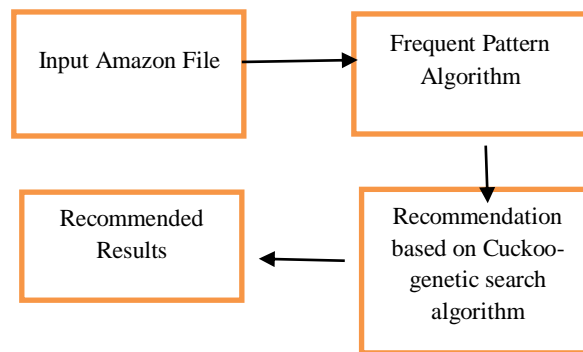 Input Amazon File
Frequent Pattern
Algorithm
Recommendation
based on Cuckoo-
genetic search
algorithm
Recommended
Results